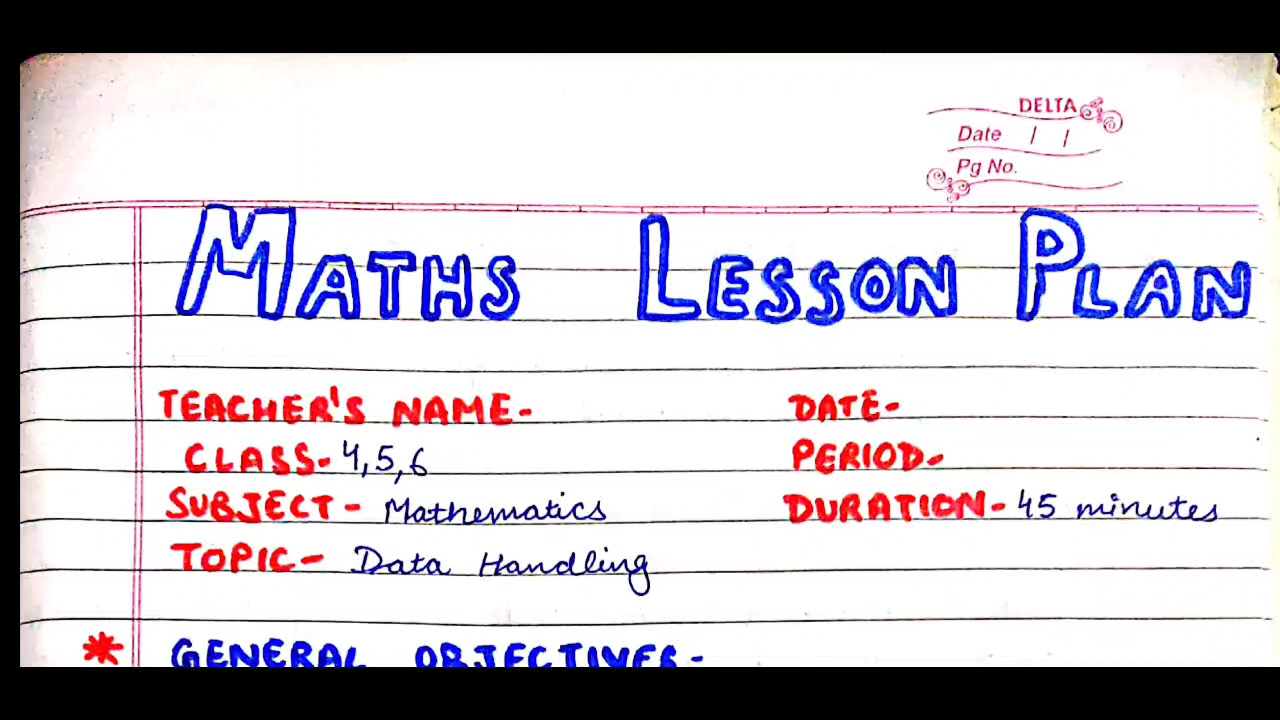 DELTA
Date / /
Pg No.
MATHS LESSON PLAN
TEACHER'S NAME- DATE-
CLASS- 4,5,6 PERIOD-
SUBJECT- Mathematics DURATION- 45 minutes
TOPIC- Data Handling
* GENERAL OBJECTIVES-